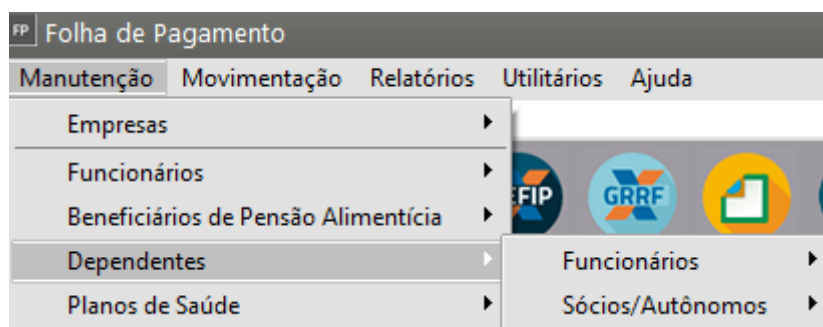 FP Folha de Pagamento
Manutenção Movimentação Relatórios Utilitários Ajuda
Empresas
Funcionários
Beneficiários de Pensão Alimentícia
EFIP GRRF
Dependentes
Funcionários
Planos de Saúde
Sócios/Autônomos